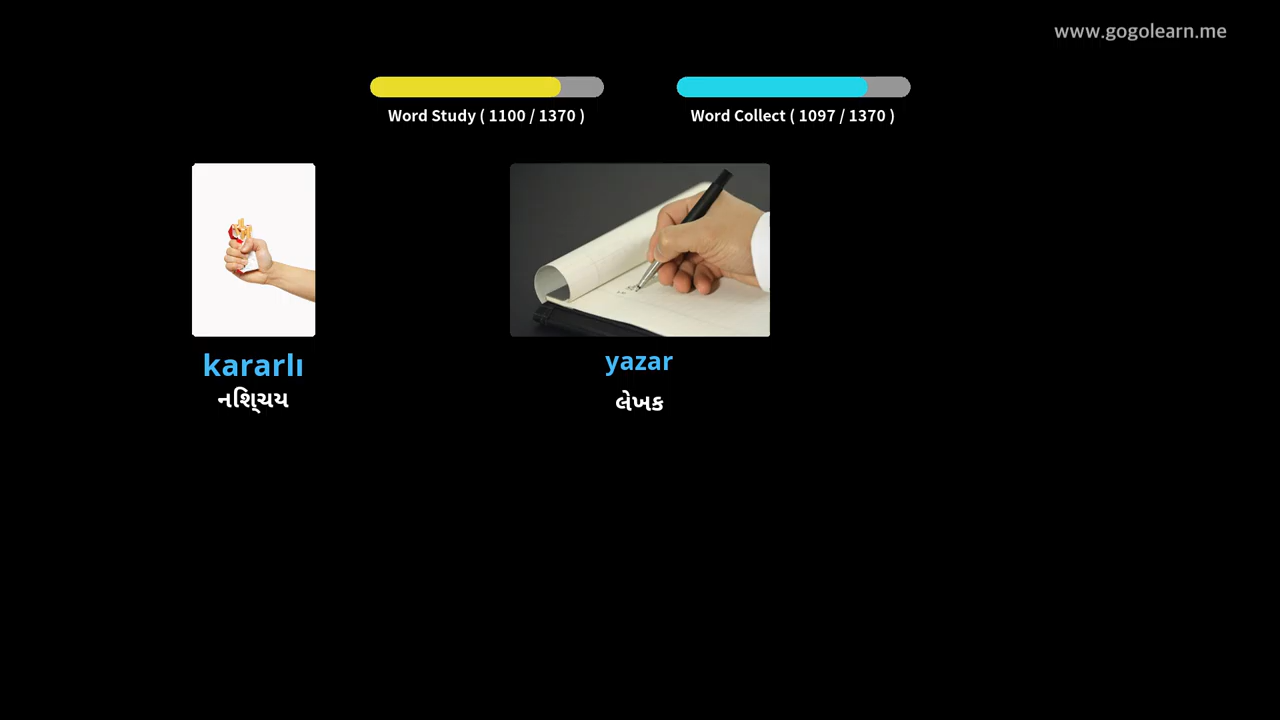 www.gogolearn.me
Word Study ( 1100 / 1370 )
Word Collect ( 1097 / 1370 )
kararlı
નિશ્ચય
yazar
લેખક